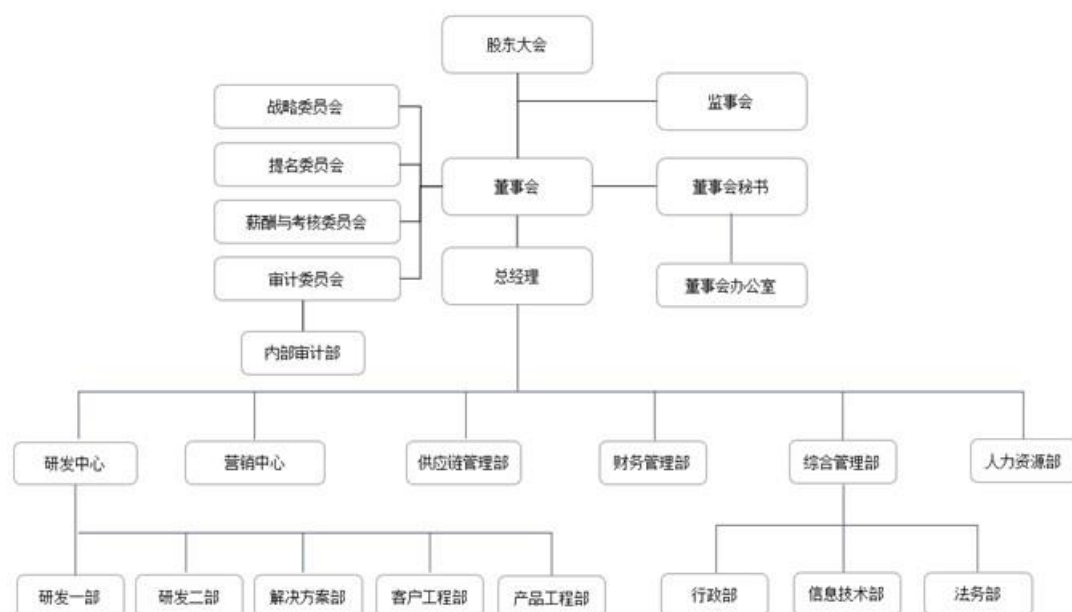 股东大会
监事会
战略委员会
提名委员会
董事会
董事会秘书
薪酬与考核委员会
审计委员会
总经理
董事会办公室
内部审计部
研发中心
营销中心
供应链管理部
财务管理部
综合管理部
人力资源部
研发一部
研发二部
解决方案部
客户工程部
产品工程部
行政部
信息技术部
法务部